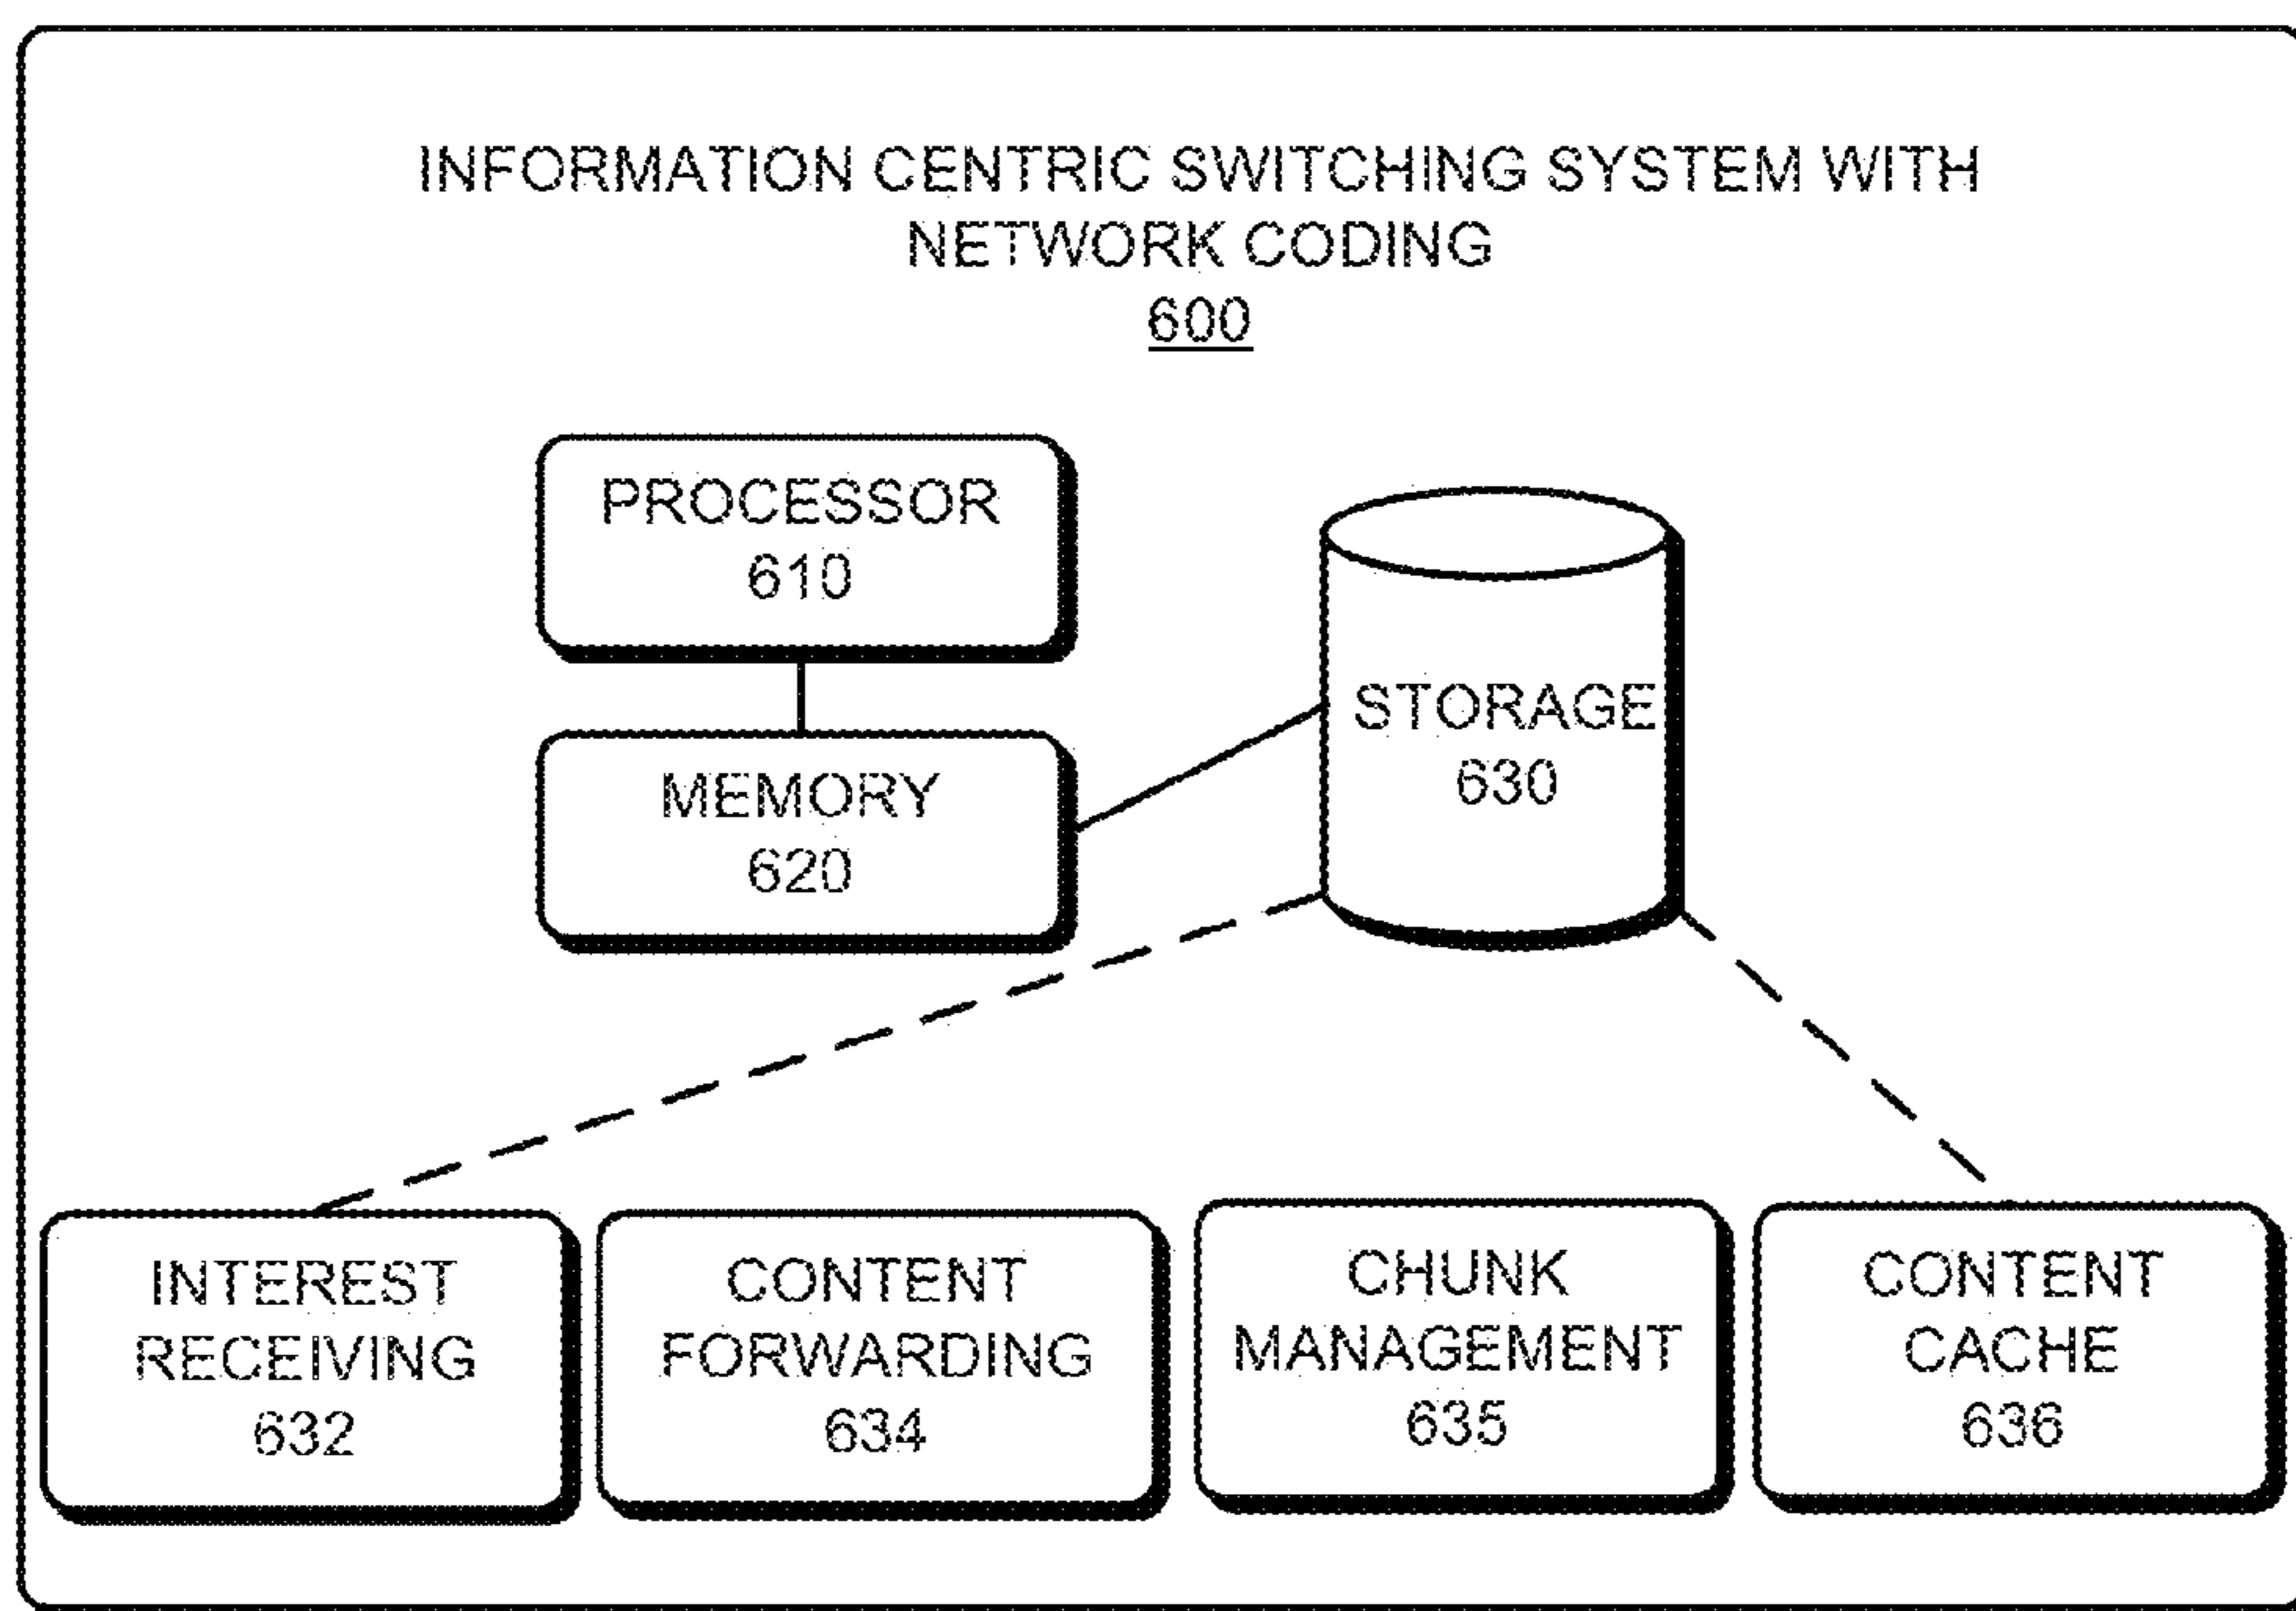 INFORMATION CENTRIC SWITCHING SYSTEM WITH
NETWORK CODING
600
PROCESSOR
610
MEMORY
620
STORAGE
630
INTEREST
RECEIVING
632
CONTENT
FORWARDING
634
CHUNK
MANAGEMENT
635
CONTENT
CACHE
636